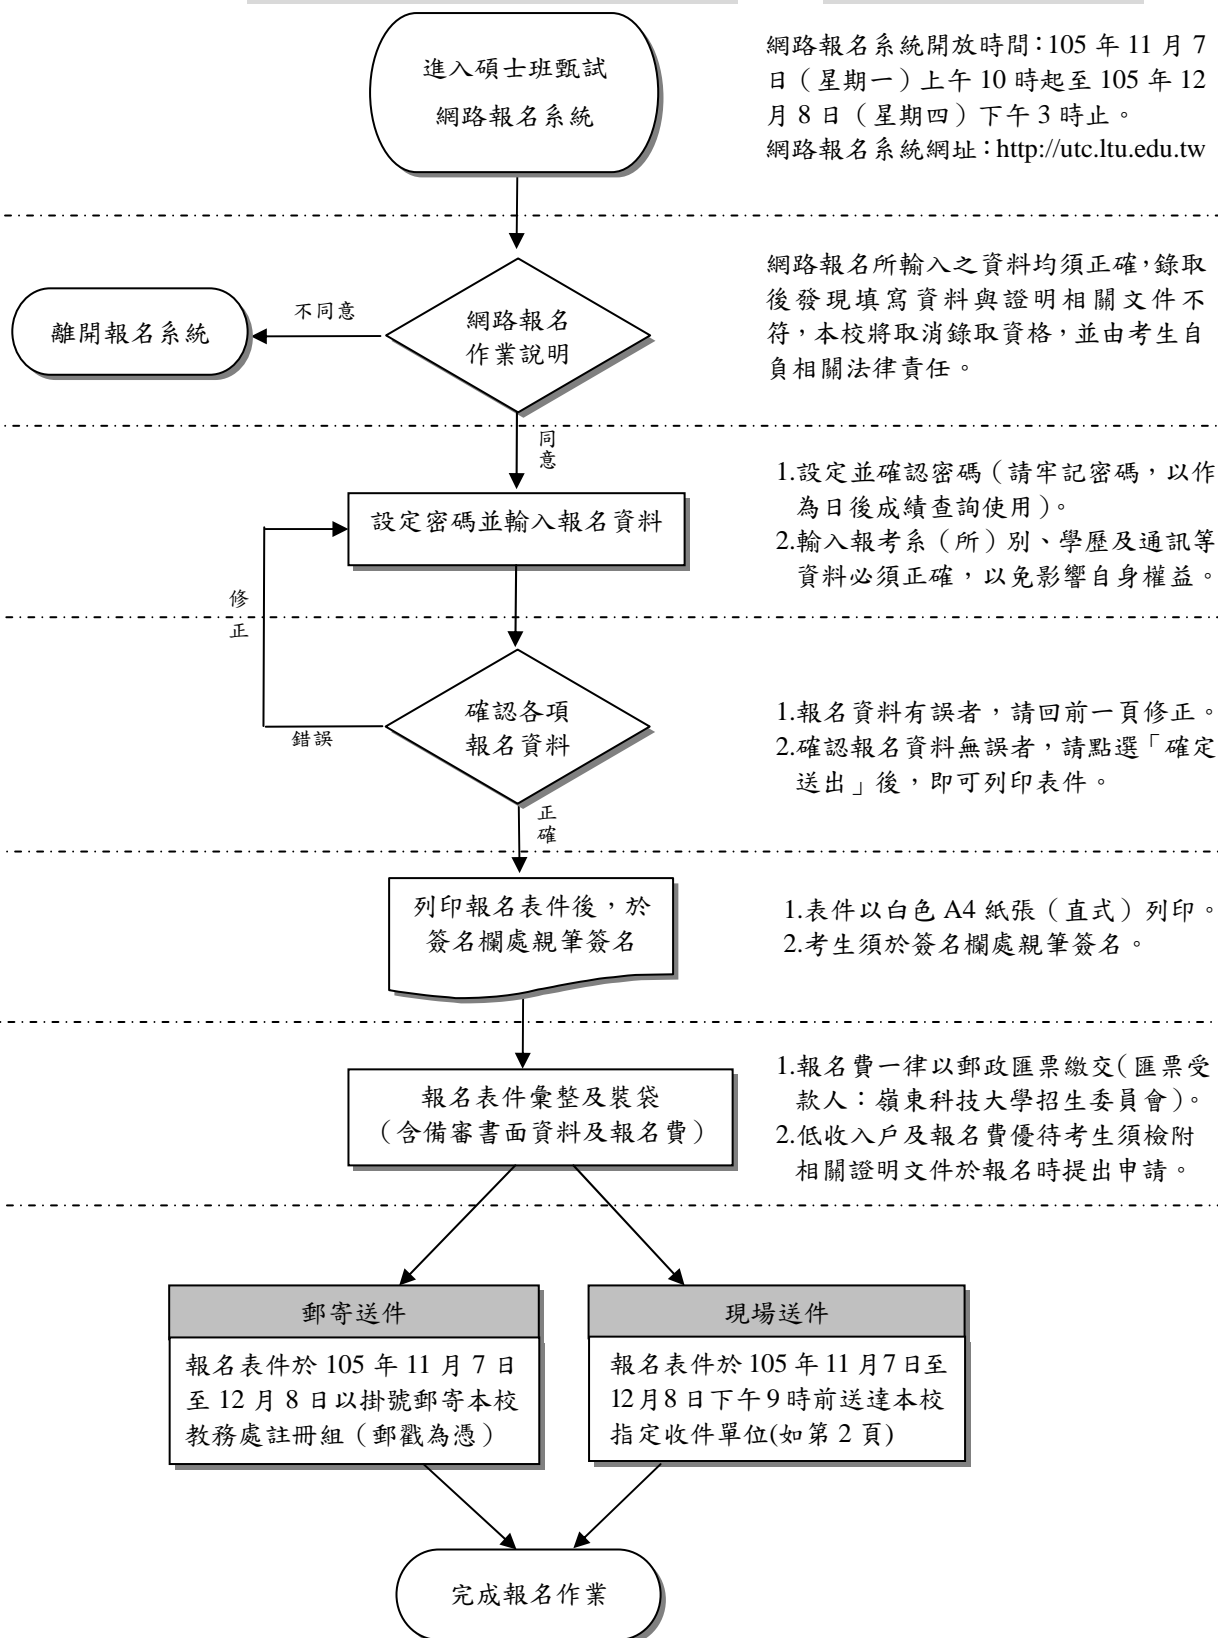 進入碩士班甄試
網路報名系統
網路報名系統開放時間：105 年 11 月 7
日（星期一）上午 10 時起至 105 年 12
月 8 日（星期四）下午 3 時止。
網路報名系統網址：http://utc.ltu.edu.tw
離開報名系統
不同意
網路報名
作業說明
網路報名所輸入之資料均須正確，錄取
後發現填寫資料與證明相關文件不
符，本校將取消錄取資格，並由考生自
負相關法律責任。
同
意
設定密碼並輸入報名資料
1.設定並確認密碼（請牢記密碼，以作
為日後成績查詢使用）。
2.輸入報考系（所）別、學歷及通訊等
資料必須正確，以免影響自身權益。
修
正
確認各項
報名資料
錯誤
1.報名資料有誤者，請回前一頁修正。
2.確認報名資料無誤者，請點選「確定
送出」後，即可列印表件。
正
確
列印報名表件後，於
簽名欄處親筆簽名
1.表件以白色 A4 紙張（直式）列印。
2.考生須於簽名欄處親筆簽名。
報名表件彙整及裝袋
（含備審書面資料及報名費）
1.報名費一律以郵政匯票繳交（匯票受
款人：嶺東科技大學招生委員會）。
2.低收入戶及報名費優待考生須檢附
相關證明文件於報名時提出申請。
郵寄送件
報名表件於 105 年 11 月 7 日
至 12 月 8 日以掛號郵寄本校
教務處註冊組（郵戳為憑）
現場送件
報名表件於 105 年 11 月7 日至
12月8 日下午 9 時前送達本校
指定收件單位(如第 2 頁)
完成報名作業